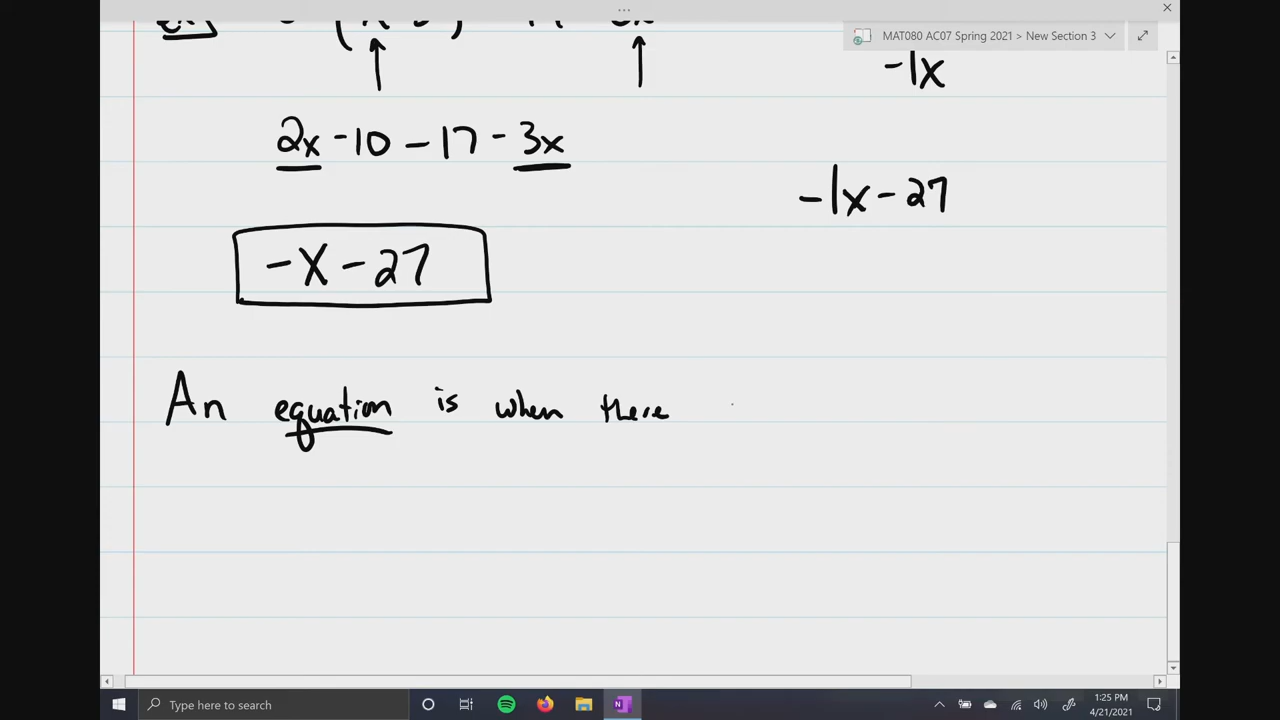 Ex
MAT080 AC07 Spring 2021 > New Section 3
-1x
2x - 10 - 17 - 3x
-1x - 27
-x - 27
An equation is when there
Type here to search
1:25 PM
4/21/2021